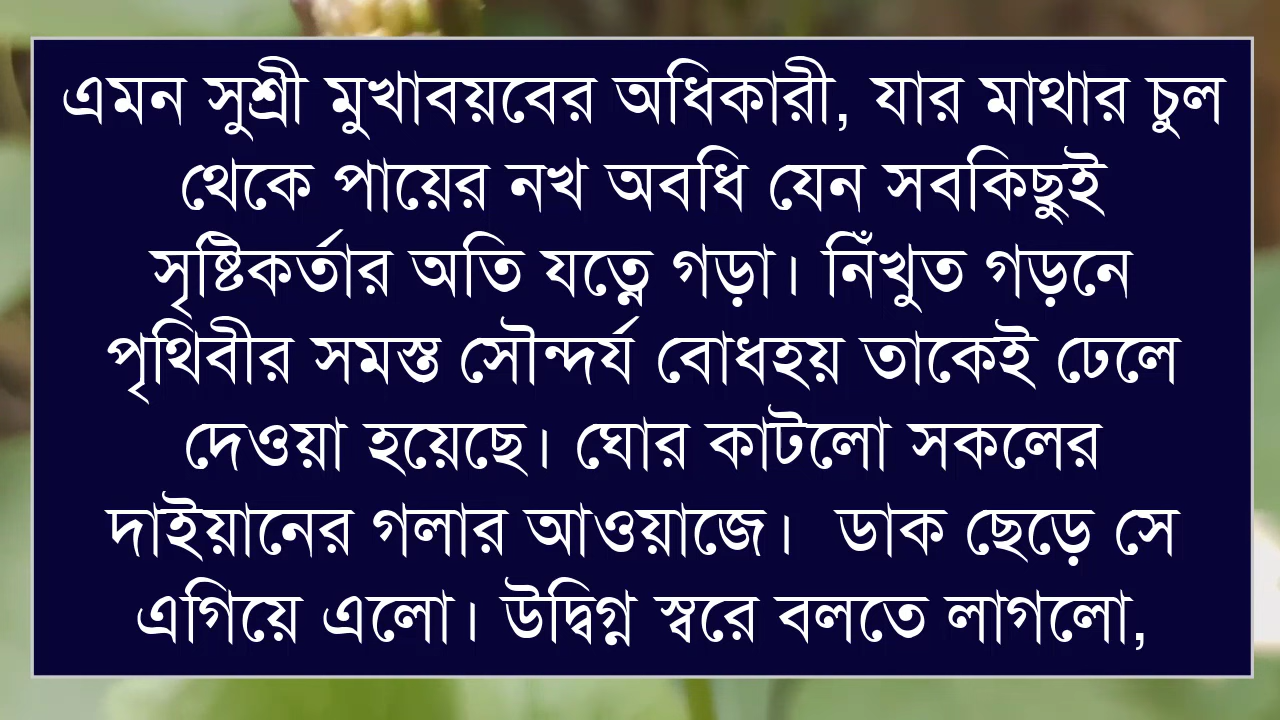 এমন সুশ্রী মুখাবয়বের অধিকারী, যার মাথার চুল
থেকে পায়ের নখ অবধি যেন সবকিছুই
সৃষ্টিকর্তার অতি যত্নে গড়া। নিঁখুত গড়নে
পৃথিবীর সমস্ত সৌন্দর্য বোধহয় তাকেই ঢেলে
দেওয়া হয়েছে। ঘোর কাটলো সকলের
দাইয়ানের গলার আওয়াজে।  ডাক ছেড়ে সে
এগিয়ে এলো। উদ্বিগ্ন স্বরে বলতে লাগলো,